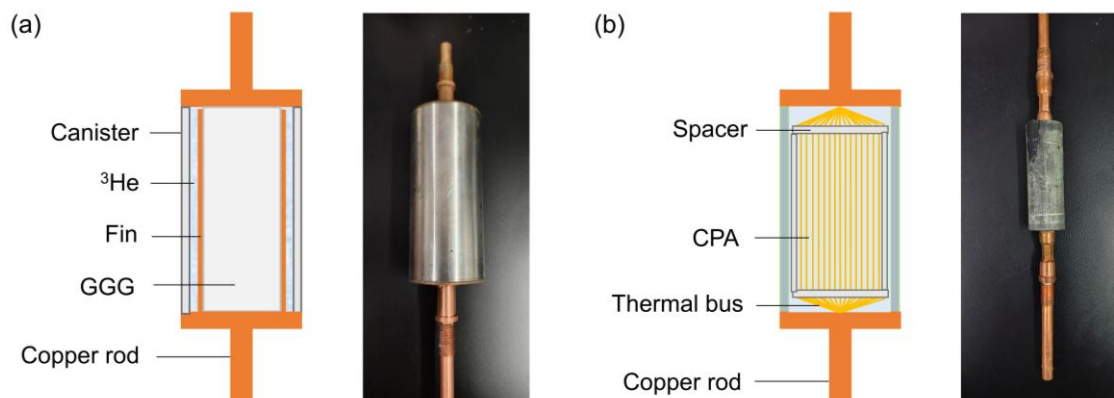 (a)
Canister
³He
Fin
GGG
Copper rod
(b)
Spacer
CPA
Thermal bus
Copper rod